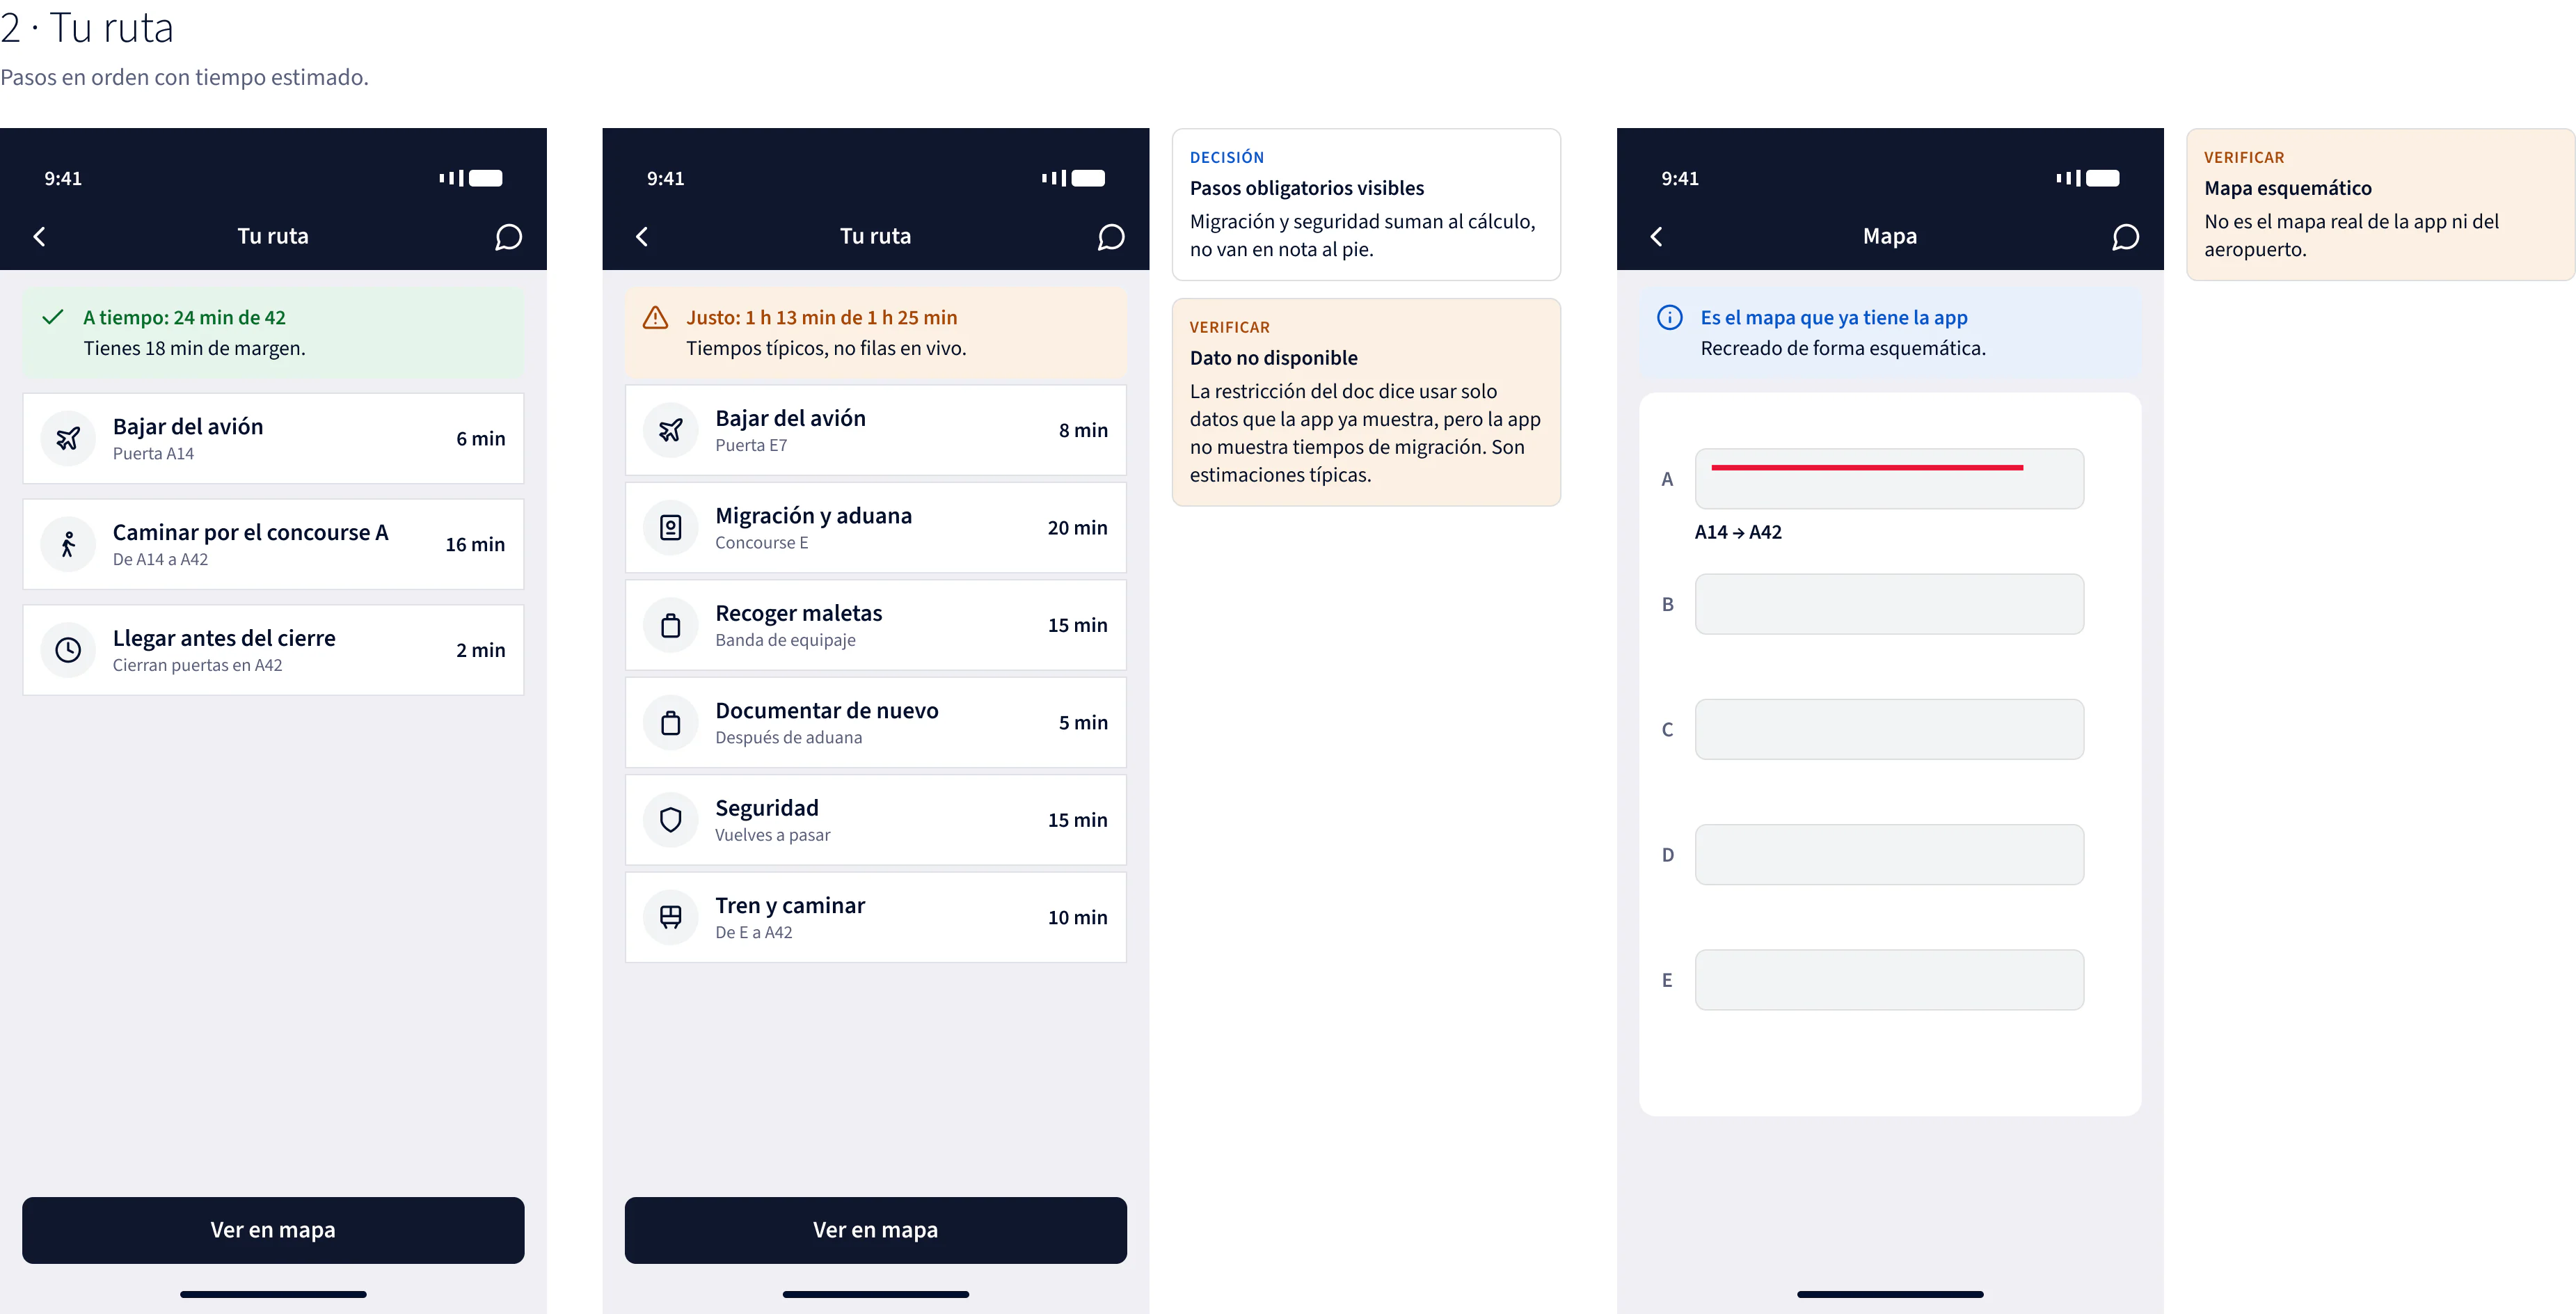 2 · Tu ruta
Pasos en orden con tiempo estimado.
9:41
Tu ruta
A tiempo: 24 min de 42
Tienes 18 min de margen.
Bajar del avión
Puerta A14
6 min
Caminar por el concourse A
De A14 a A42
16 min
Llegar antes del cierre
Cierran puertas en A42
2 min
Ver en mapa
9:41
Tu ruta
Justo: 1 h 13 min de 1 h 25 min
Tiempos típicos, no filas en vivo.
Bajar del avión
Puerta E7
8 min
Migración y aduana
Concourse E
20 min
Recoger maletas
Banda de equipaje
15 min
Documentar de nuevo
Después de aduana
5 min
Seguridad
Vuelves a pasar
15 min
Tren y caminar
De E a A42
10 min
Ver en mapa
DECISIÓN
Pasos obligatorios visibles
Migración y seguridad suman al cálculo,
no van en nota al pie.
VERIFICAR
Dato no disponible
La restricción del doc dice usar solo
datos que la app ya muestra, pero la app
no muestra tiempos de migración. Son
estimaciones típicas.
9:41
Mapa
Es el mapa que ya tiene la app
Recreado de forma esquemática.
A
A14 → A42
B
C
D
E
VERIFICAR
Mapa esquemático
No es el mapa real de la app ni del
aeropuerto.